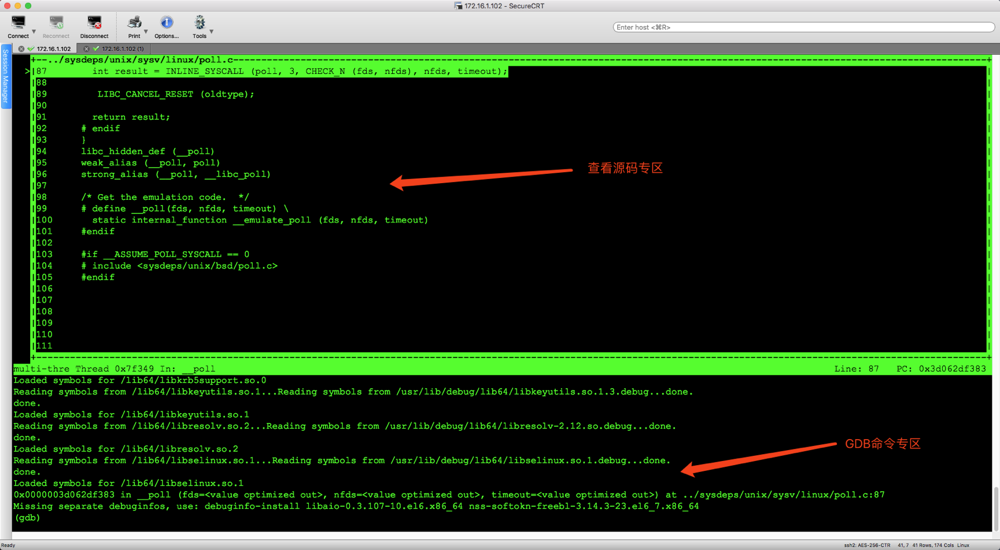 172.16.1.102 - SecureCRT
Connect Reconnect Disconnect Print Options... Tools
Enter host <⌘R>
172.16.1.102 172.16.1.102 (1)
Session Manager
+--../sysdeps/unix/sysv/linux/poll.c--+
>|87 int result = INLINE_SYSCALL (poll, 3, CHECK_N (fds, nfds), nfds, timeout);
|88
|89 LIBC_CANCEL_RESET (oldtype);
|90
|91 return result;
|92 # endif
|93 }
|94 libc_hidden_def (__poll)
|95 weak_alias (__poll, poll)
|96 strong_alias (__poll, __libc_poll)
查看源码专区
|97
|98 /* Get the emulation code.  */
|99 # define __poll(fds, nfds, timeout) \
|100 static internal_function __emulate_poll (fds, nfds, timeout)
|101 #endif
|102
|103 #if __ASSUME_POLL_SYSCALL == 0
|104 # include <sysdeps/unix/bsd/poll.c>
|105 #endif
|106
|107
|108
|109
|110
|111
multi-thre Thread 0x7f349 In: __poll Line: 87 PC: 0x3d062df383
Loaded symbols for /lib64/libkrb5support.so.0
Reading symbols from /lib64/libkeyutils.so.1...Reading symbols from /usr/lib/debug/lib64/libkeyutils.so.1.3.debug...done.
done.
Loaded symbols for /lib64/libkeyutils.so.1
Reading symbols from /lib64/libresolv.so.2...Reading symbols from /usr/lib/debug/lib64/libresolv-2.12.so.debug...done.
done.
GDB命令专区
Loaded symbols for /lib64/libresolv.so.2
Reading symbols from /lib64/libselinux.so.1...Reading symbols from /usr/lib/debug/lib64/libselinux.so.1.debug...done.
done.
Loaded symbols for /lib64/libselinux.so.1
0x0000003d062df383 in __poll (fds=<value optimized out>, nfds=<value optimized out>, timeout=<value optimized out>) at ../sysdeps/unix/sysv/linux/poll.c:87
Missing separate debuginfos, use: debuginfo-install libaio-0.3.107-10.el6.x86_64 nss-softokn-freebl-3.14.3-23.el6_7.x86_64
(gdb)
Ready ssh2: AES-256-CTR 41, 7 41 Rows, 174 Cols Linux